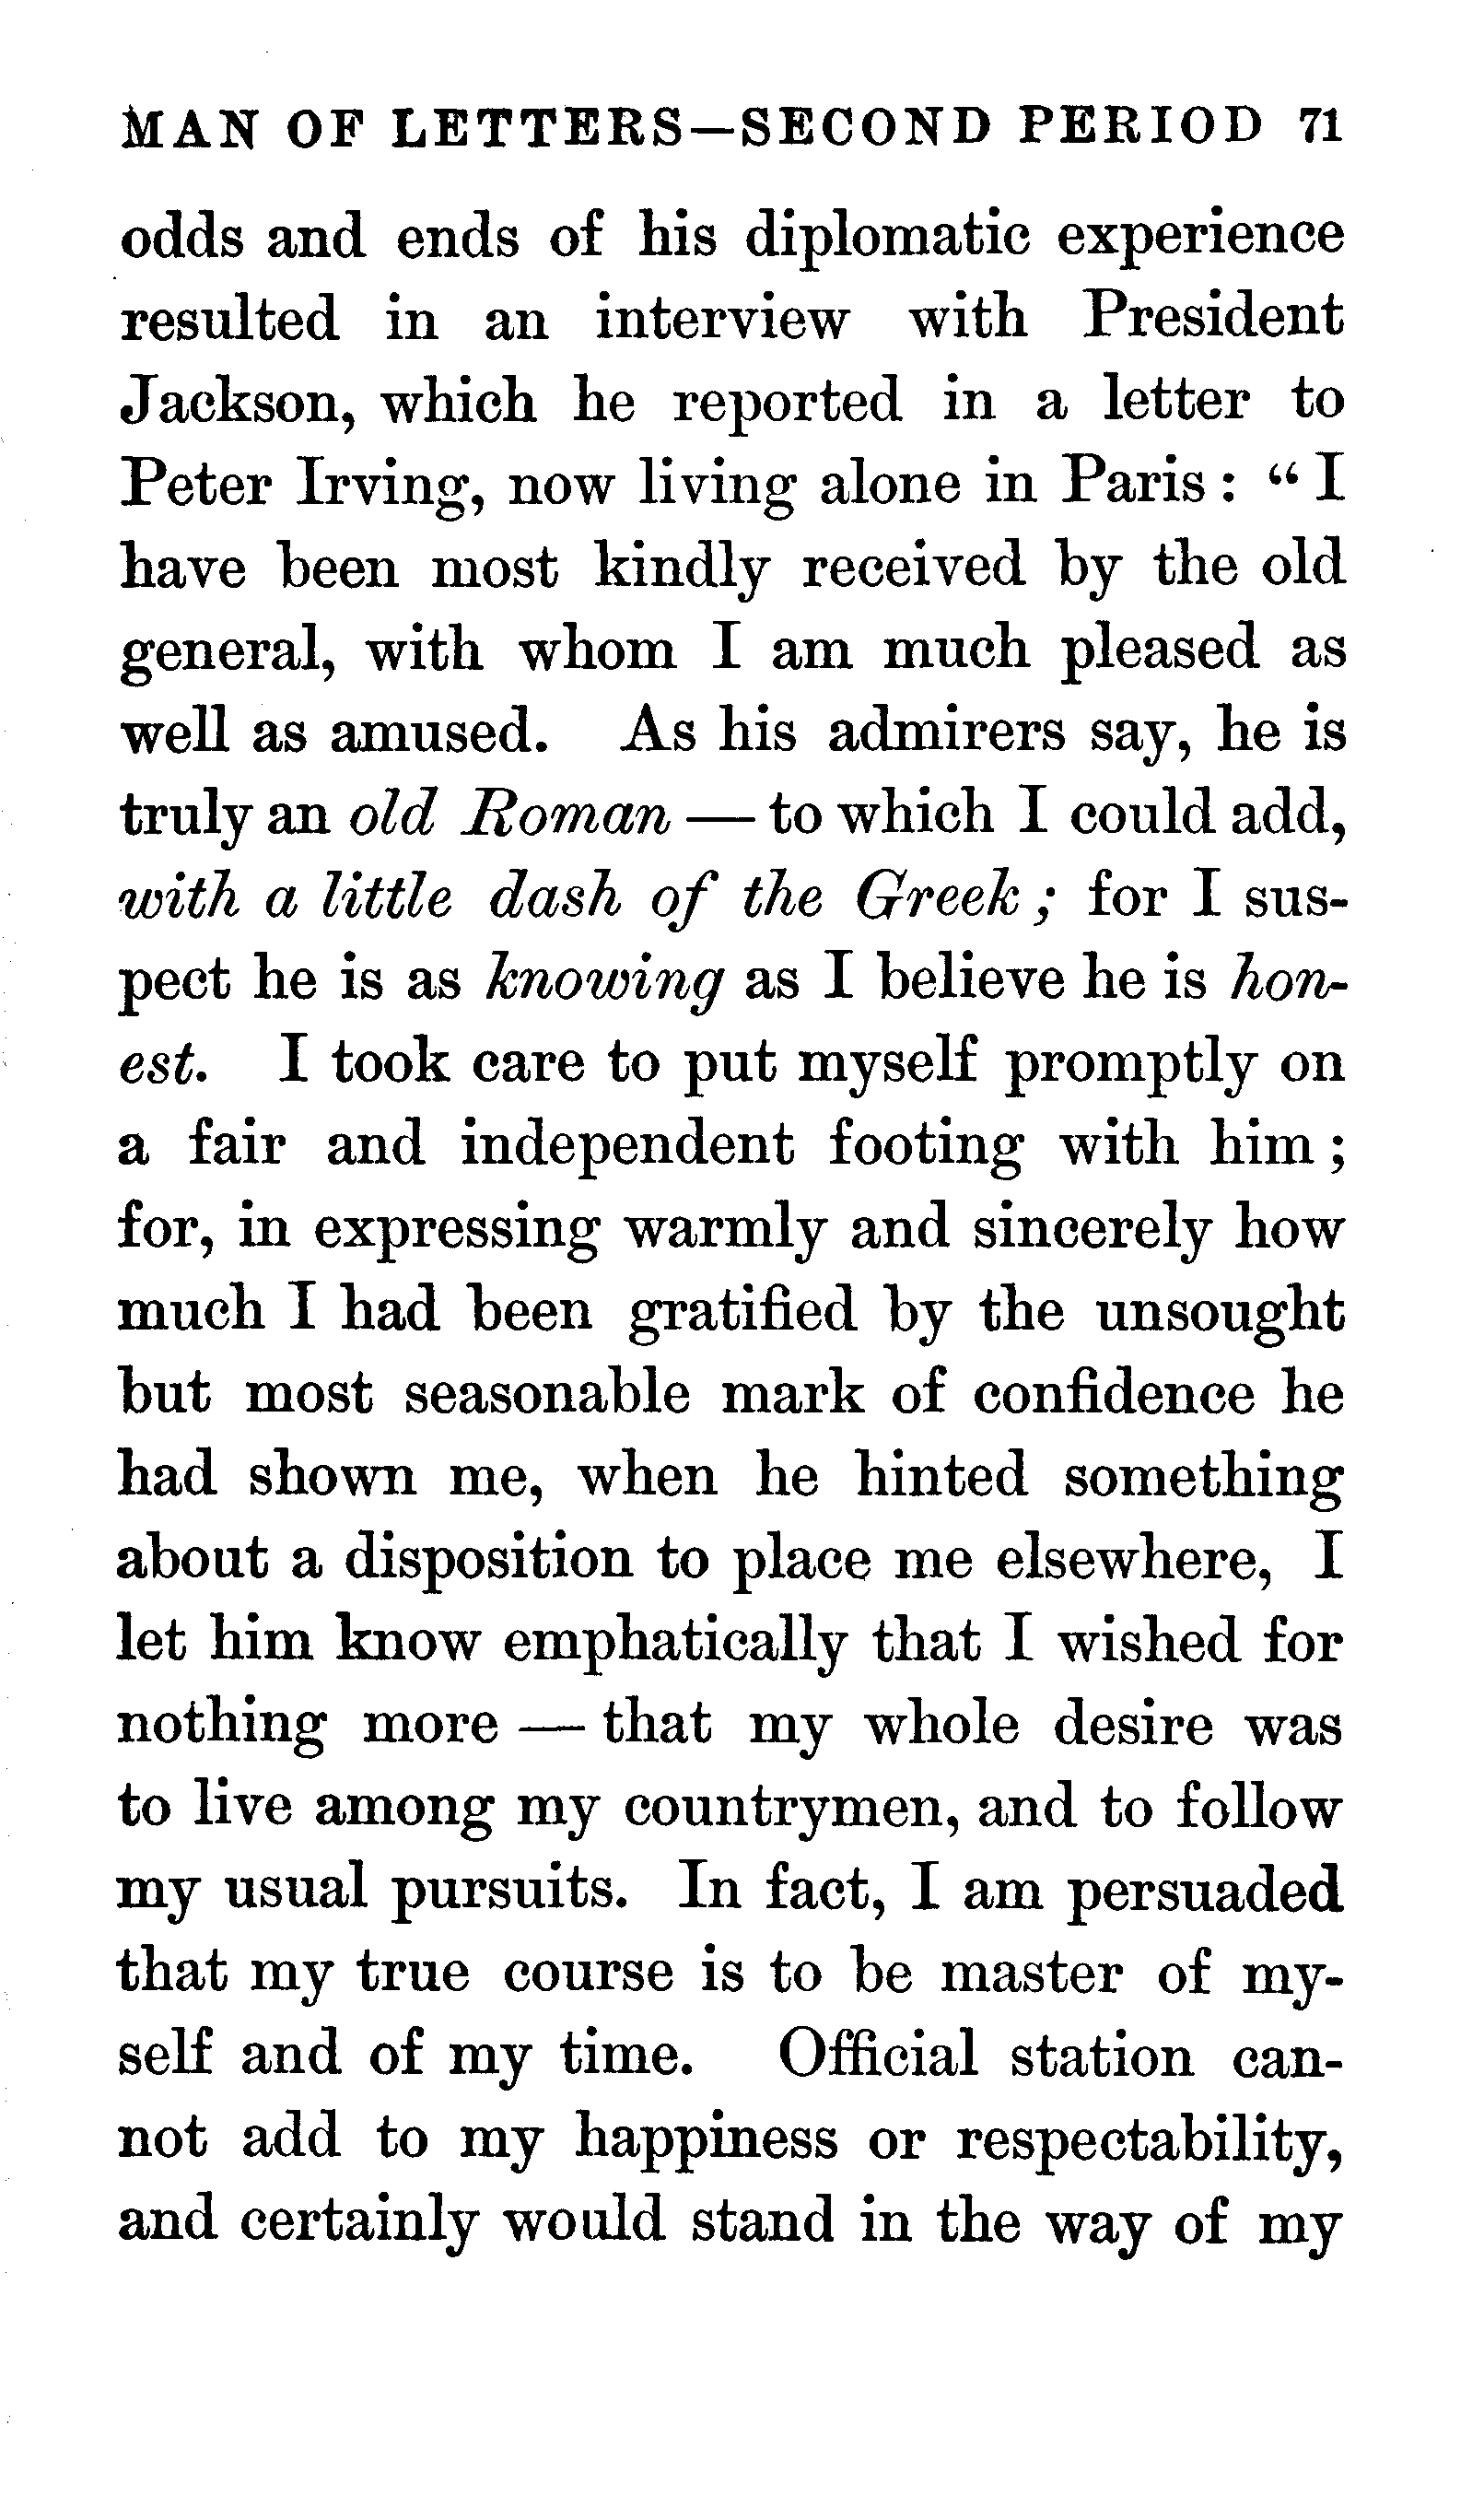 MAN OF LETTERS—SECOND PERIOD 71
odds and ends of his diplomatic experience
resulted in an interview with President
Jackson, which he reported in a letter to
Peter Irving, now living alone in Paris : “ I
have been most kindly received by the old
general, with whom I am much pleased as
well as amused. As his admirers say, he is
truly an old Roman — to which I could add,
with a little dash of the Greek ; for I sus-
pect he is as knowing as I believe he is hon-
est. I took care to put myself promptly on
a fair and independent footing with him ;
for, in expressing warmly and sincerely how
much I had been gratified by the unsought
but most seasonable mark of confidence he
had shown me, when he hinted something
about a disposition to place me elsewhere, I
let him know emphatically that I wished for
nothing more — that my whole desire was
to live among my countrymen, and to follow
my usual pursuits. In fact, I am persuaded
that my true course is to be master of my-
self and of my time. Official station can-
not add to my happiness or respectability,
and certainly would stand in the way of my